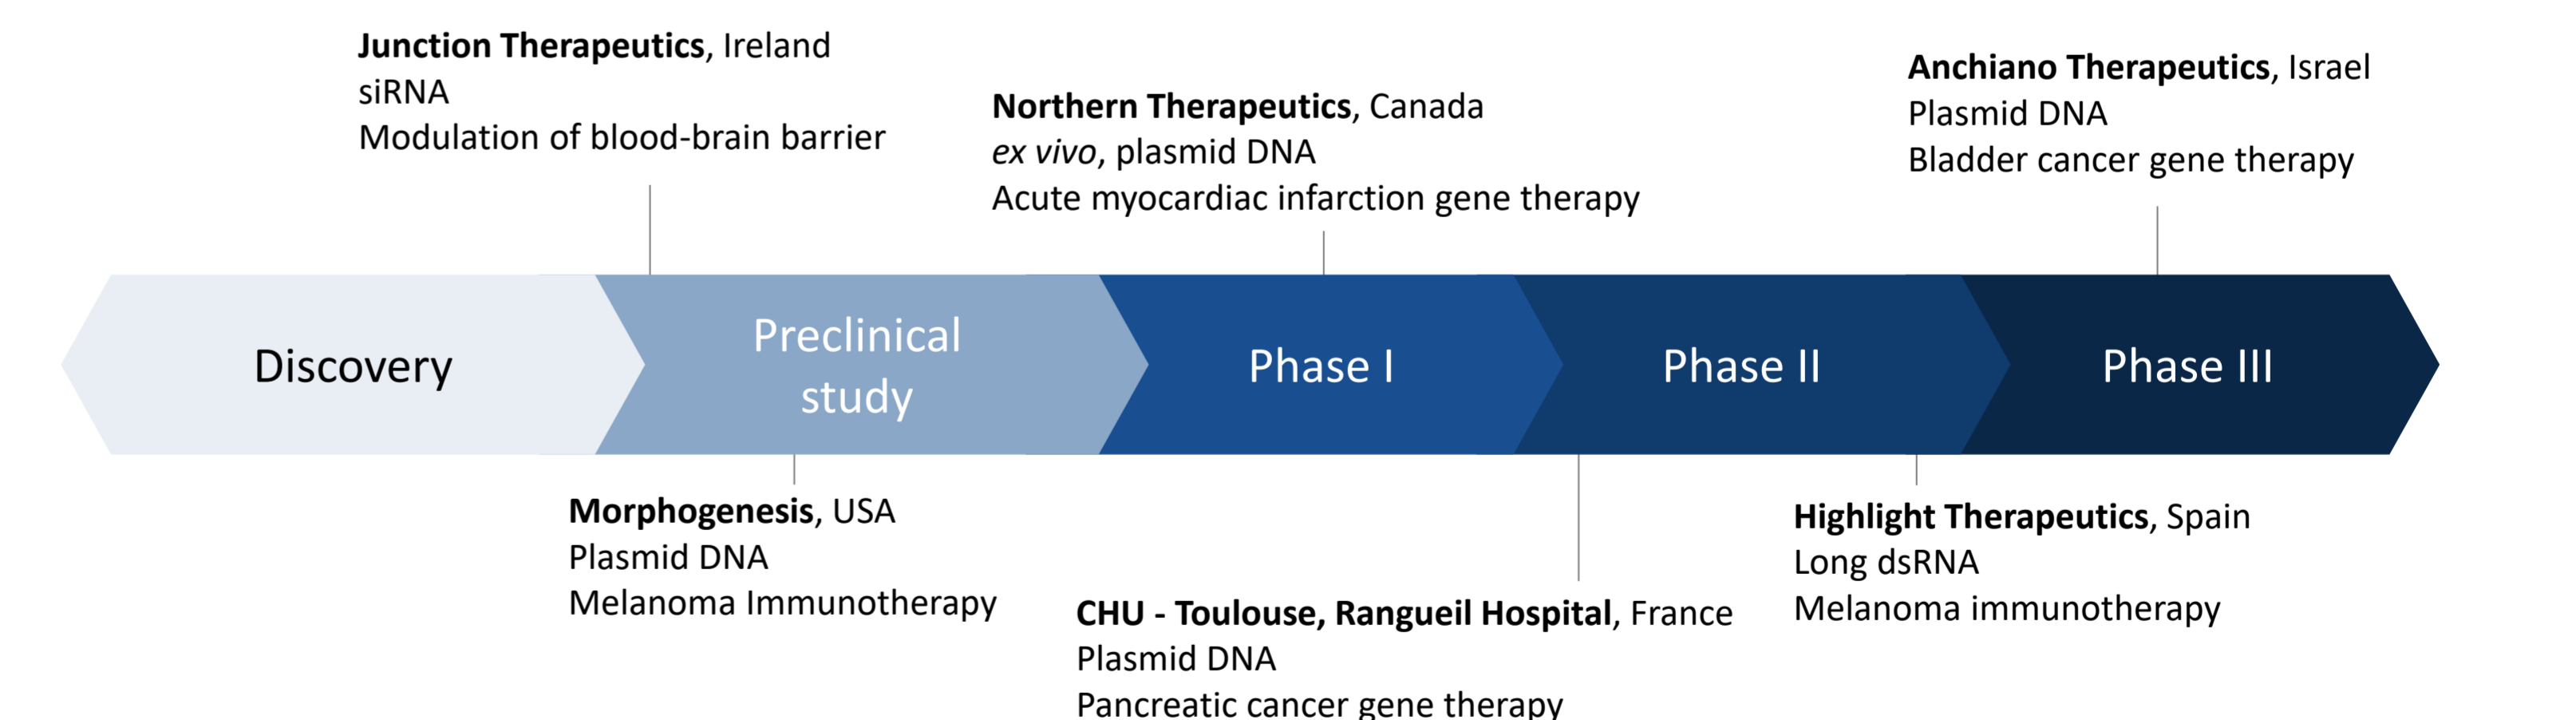 Junction Therapeutics, Ireland
siRNA
Modulation of blood-brain barrier
Northern Therapeutics, Canada
ex vivo, plasmid DNA
Acute myocardiac infarction gene therapy
Anchiano Therapeutics, Israel
Plasmid DNA
Bladder cancer gene therapy
Discovery
Preclinical
study
Phase I
Phase II
Phase III
Morphogenesis, USA
Plasmid DNA
Melanoma Immunotherapy
CHU - Toulouse, Rangueil Hospital, France
Plasmid DNA
Pancreatic cancer gene therapy
Highlight Therapeutics, Spain
Long dsRNA
Melanoma immunotherapy